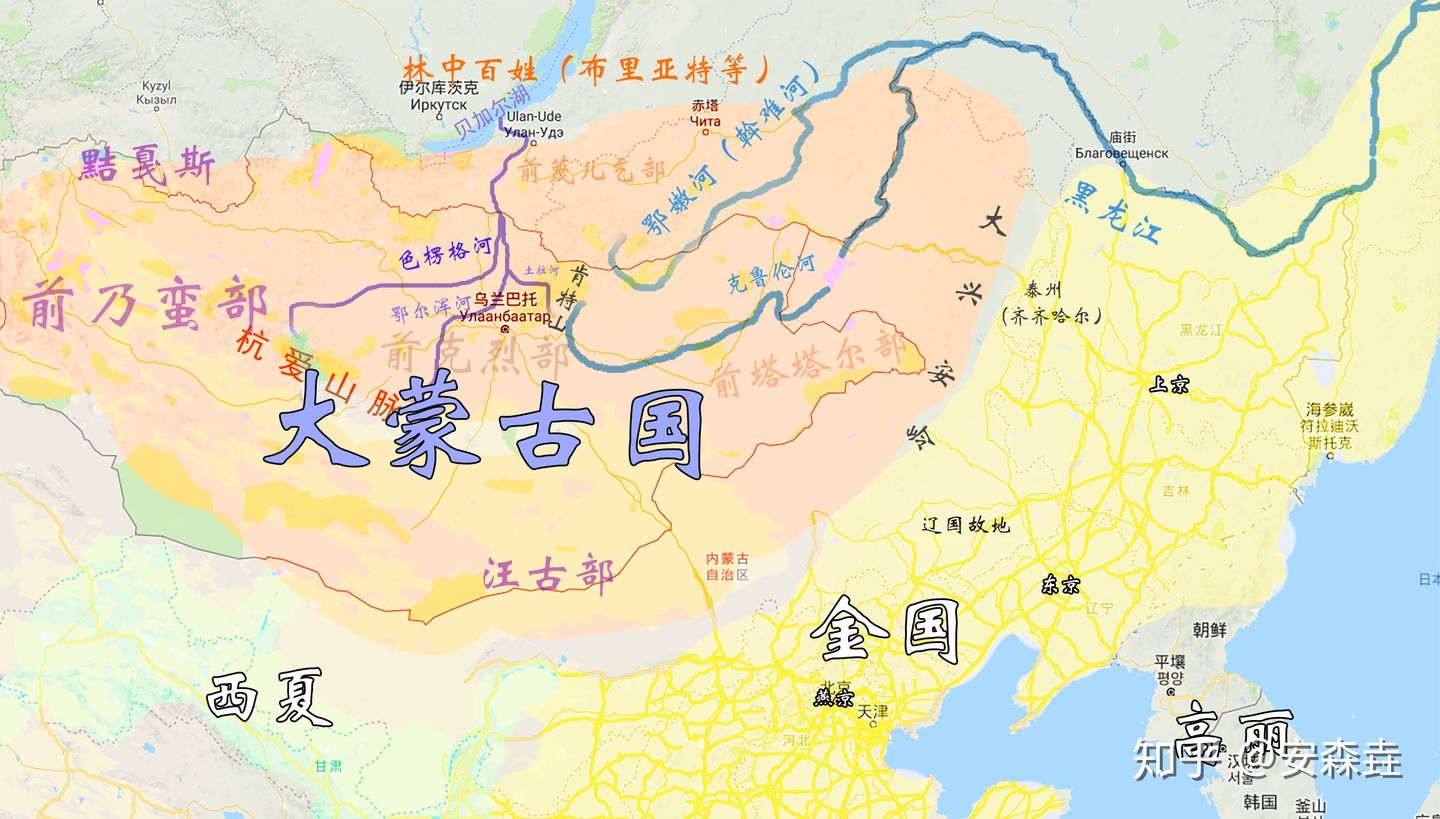 林中百姓（布里亚特等）
Kyzyl
Кызыл
伊尔库茨克
Иркутск
贝加尔湖
Ulan-Ude
Улан-Удэ
赤塔
Чита
庙街
Благовещенск
黠戛斯
前蔑儿乞部
鄂嫩河（斡难河）
黑龙江
大
兴
安
岭
色楞格河
土拉河
肯
特
山
克鲁伦河
泰州
（齐齐哈尔）
黑龙江
前乃蛮部
鄂尔浑河
乌兰巴托
Улаанбаатар
杭爱山脉
前克烈部
前塔塔尔部
上京
大蒙古国
海参崴
符拉迪沃
斯托克
吉林
辽国故地
汪古部
内蒙古
自治区
东京
辽宁
日本
金国
朝鲜
平壤
평양
西夏
北京
燕京
天津
河北
高丽
甘肃
知乎 @安森垚
서울
韩国
釜山